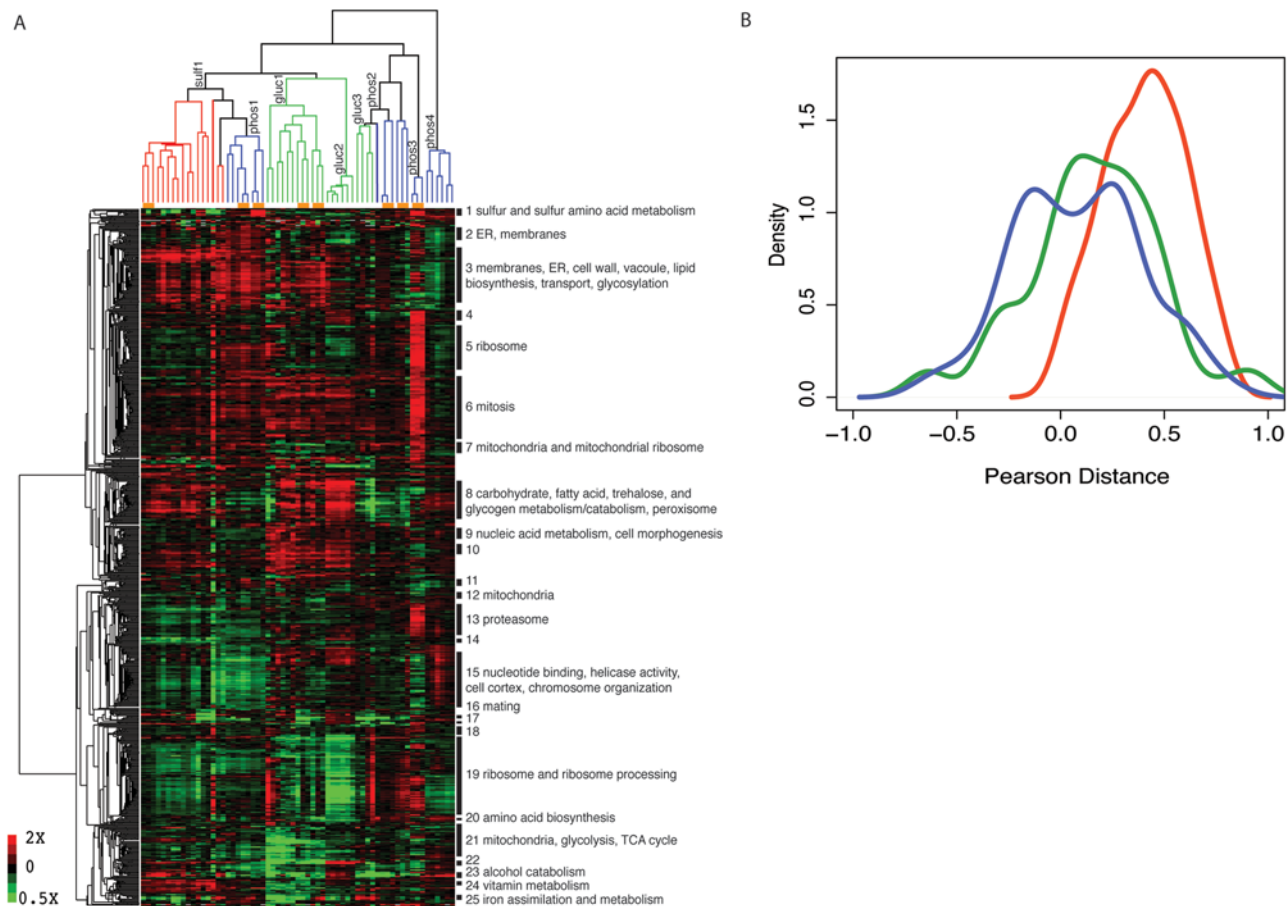 A
sulf1
phos1
gluc1
gluc2
gluc3
phos2
phos3
phos4
1 sulfur and sulfur amino acid metabolism
2 ER, membranes
3 membranes, ER, cell wall, vacoule, lipid
biosynthesis, transport, glycosylation
4
5 ribosome
6 mitosis
7 mitochondria and mitochondrial ribosome
8 carbohydrate, fatty acid, trehalose, and
glycogen metabolism/catabolism, peroxisome
9 nucleic acid metabolism, cell morphogenesis
10
11
12 mitochondria
13 proteasome
14
15 nucleotide binding, helicase activity,
cell cortex, chromosome organization
16 mating
17
18
19 ribosome and ribosome processing
20 amino acid biosynthesis
21 mitochondria, glycolysis, TCA cycle
22
23 alcohol catabolism
24 vitamin metabolism
25 iron assimilation and metabolism
2X
0
0.5X
B
Density
1.5
1.0
0.5
0.0
−1.0 −0.5 0.0 0.5 1.0
Pearson Distance